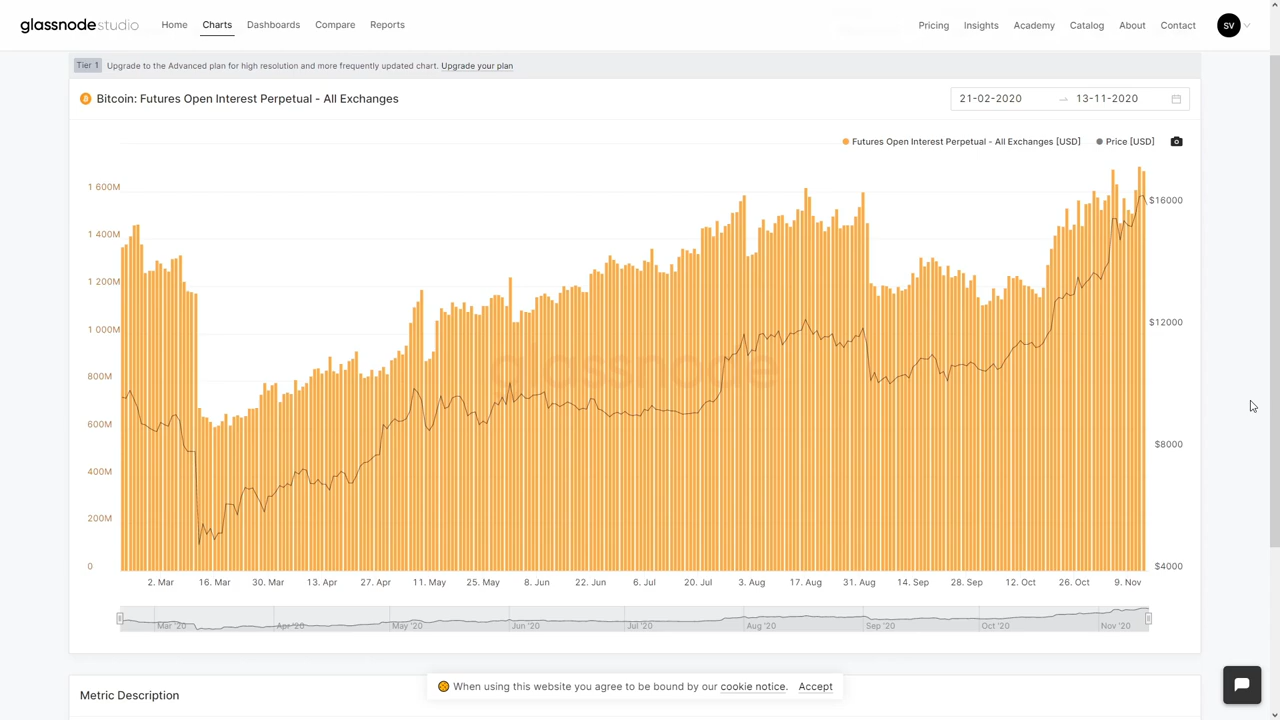 glassnode studio
Home Charts Dashboards Compare Reports
Pricing Insights Academy Catalog About Contact SV
Tier 1 Upgrade to the Advanced plan for high resolution and more frequently updated chart. Upgrade your plan
Bitcoin: Futures Open Interest Perpetual - All Exchanges
21-02-2020 → 13-11-2020
Futures Open Interest Perpetual - All Exchanges [USD] Price [USD]
1 600M
1 400M
1 200M
1 000M
800M
600M
400M
200M
0
glassnode
$16000
$12000
$8000
$4000
2. Mar 16. Mar 30. Mar 13. Apr 27. Apr 11. May 25. May 8. Jun 22. Jun 6. Jul 20. Jul 3. Aug 17. Aug 31. Aug 14. Sep 28. Sep 12. Oct 26. Oct 9. Nov
Mar '20 Apr '20 May '20 Jun '20 Jul '20 Aug '20 Sep '20 Oct '20 Nov '20
When using this website you agree to be bound by our cookie notice. Accept
Metric Description